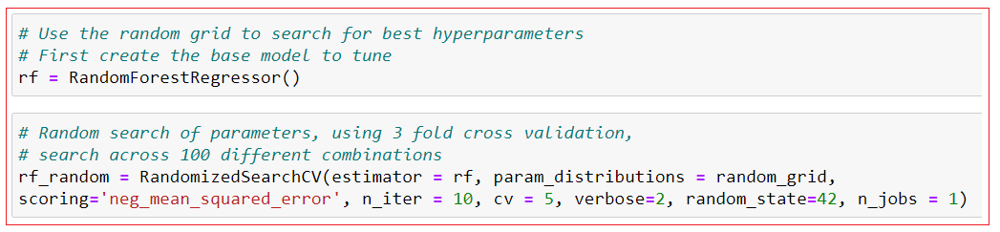 # Use the random grid to search for best hyperparameters
# First create the base model to tune
rf = RandomForestRegressor()
# Random search of parameters, using 3 fold cross validation,
# search across 100 different combinations
rf_random = RandomizedSearchCV(estimator = rf, param_distributions = random_grid,
scoring='neg_mean_squared_error', n_iter = 10, cv = 5, verbose=2, random_state=42, n_jobs = 1)